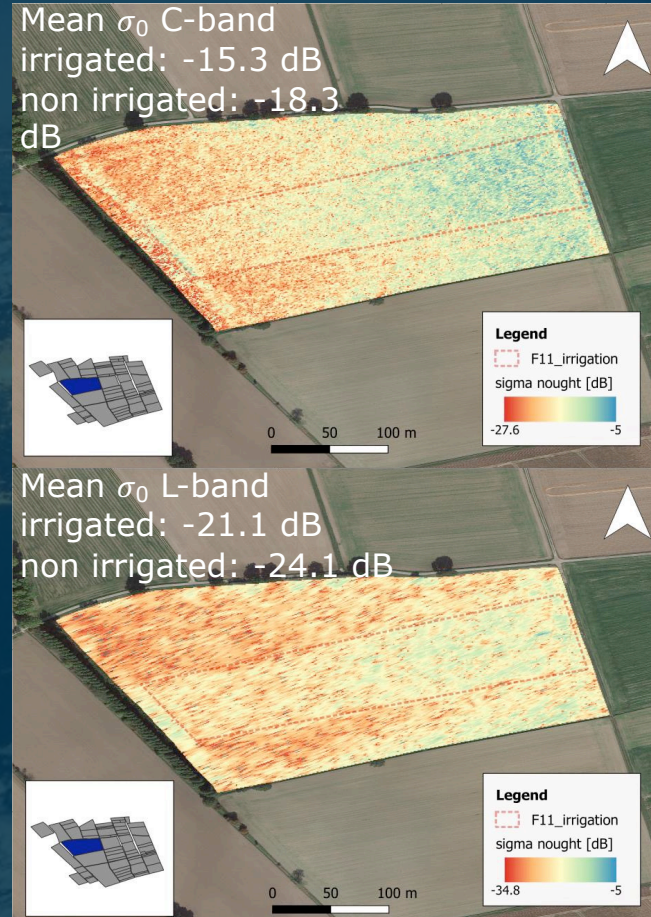 Mean σ₀ C-band
irrigated: -15.3 dB
non irrigated: -18.3
dB
Legend
F11_irrigation
sigma nought [dB]
-27.6 -5
0 50 100 m
Mean σ₀ L-band
irrigated: -21.1 dB
non irrigated: -24.1 dB
Legend
F11_irrigation
sigma nought [dB]
-34.8 -5
0 50 100 m